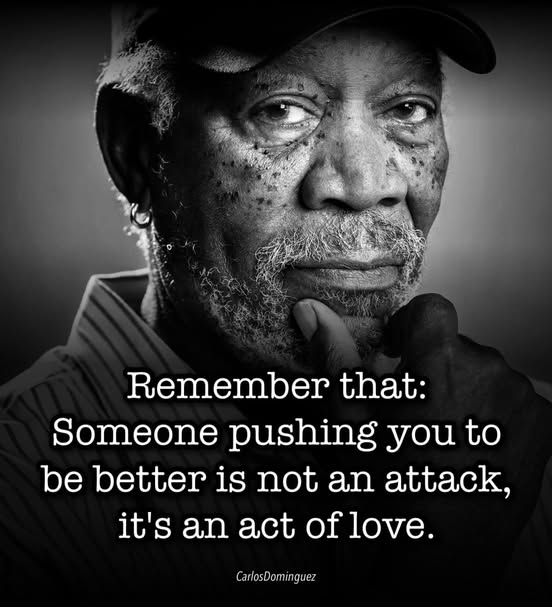 Remember that:
Someone pushing you to
be better is not an attack,
it's an act of love.
CarlosDominguez